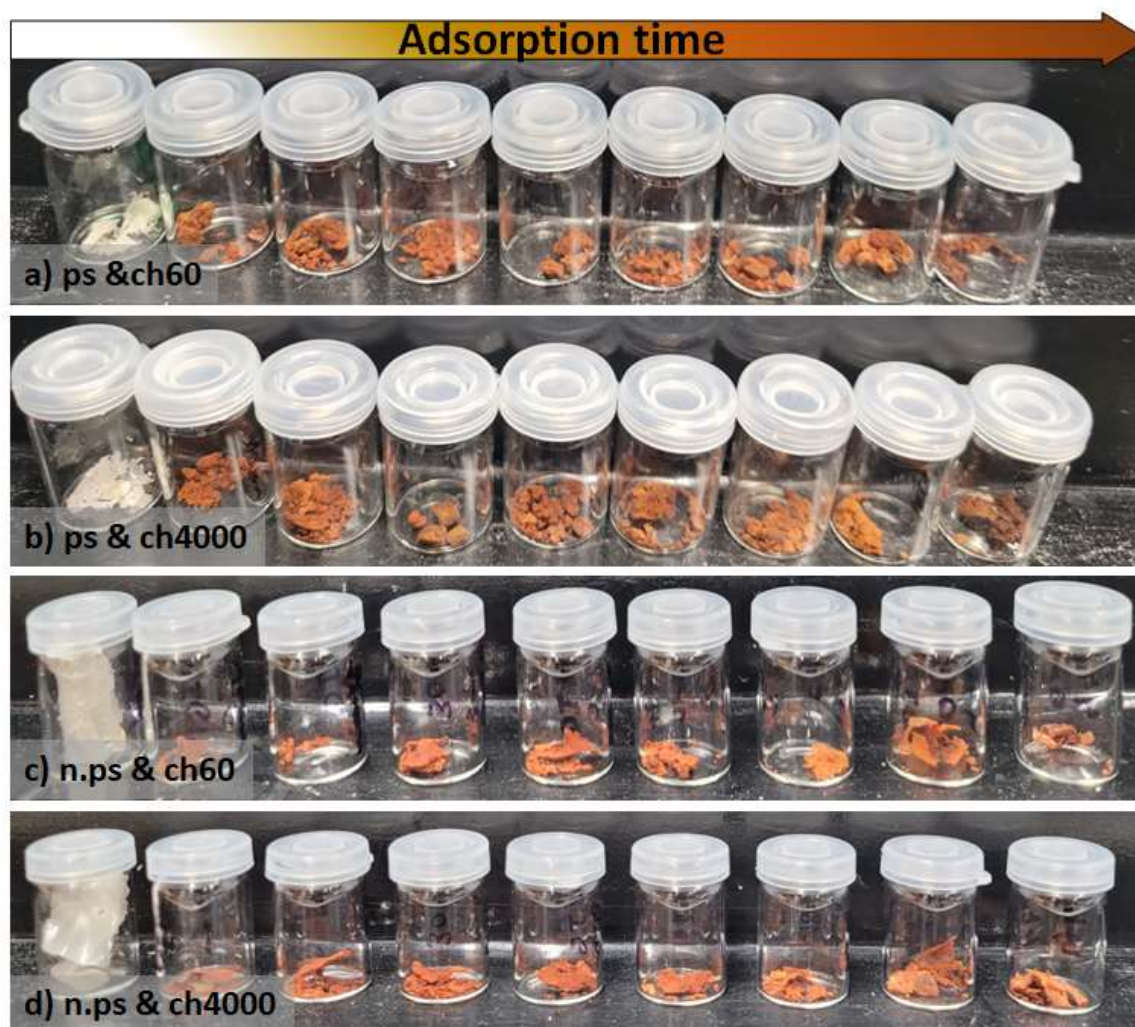 Adsorption time
a) ps &ch60
b) ps & ch4000
c) n.ps & ch60
d) n.ps & ch4000